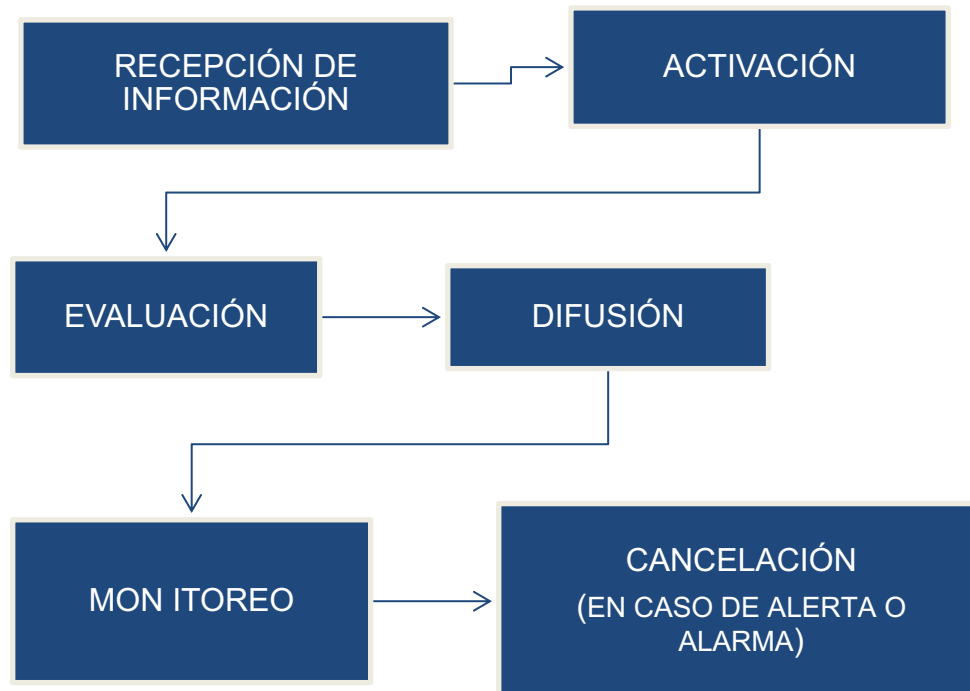 RECEPCIÓN DE
INFORMACIÓN
ACTIVACIÓN
EVALUACIÓN
DIFUSIÓN
MON ITOREO
CANCELACIÓN
(EN CASO DE ALERTA O
ALARMA)